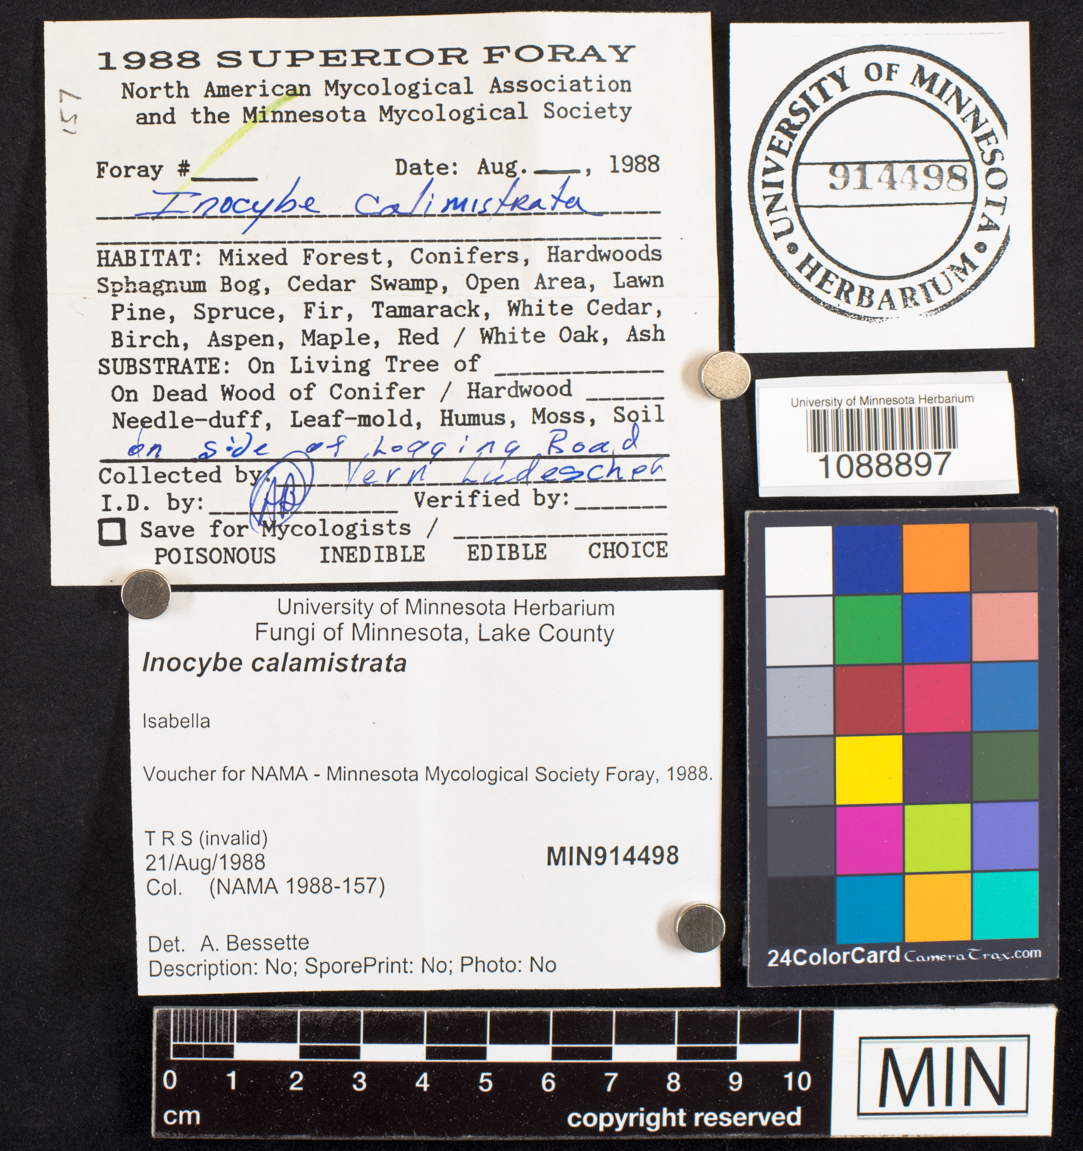 157
1988 SUPERIOR FORAY
North American Mycological Association
and the Minnesota Mycological Society
Foray #____ Date: Aug.___, 1988
Inocybe calimistrata
HABITAT: Mixed Forest, Conifers, Hardwoods
Sphagnum Bog, Cedar Swamp, Open Area, Lawn
Pine, Spruce, Fir, Tamarack, White Cedar,
Birch, Aspen, Maple, Red / White Oak, Ash
SUBSTRATE: On Living Tree of
On Dead Wood of Conifer / Hardwood
Needle-duff, Leaf-mold, Humus, Moss, Soil
on side of Logging Road
Collected by: Vern Ludescher
I.D. by: AB Verified by:
Save for Mycologists /
POISONOUS INEDIBLE EDIBLE CHOICE
UNIVERSITY OF MINNESOTA
914498
• HERBARIUM •
University of Minnesota Herbarium
1088897
University of Minnesota Herbarium
Fungi of Minnesota, Lake County
Inocybe calamistrata
Isabella
Voucher for NAMA - Minnesota Mycological Society Foray, 1988.
T R S (invalid)
21/Aug/1988
MIN914498
Col. (NAMA 1988-157)
Det. A. Bessette
Description: No; SporePrint: No; Photo: No
24ColorCard CameraTrax.com
0 1 2 3 4 5 6 7 8 9 10
cm copyright reserved
MIN